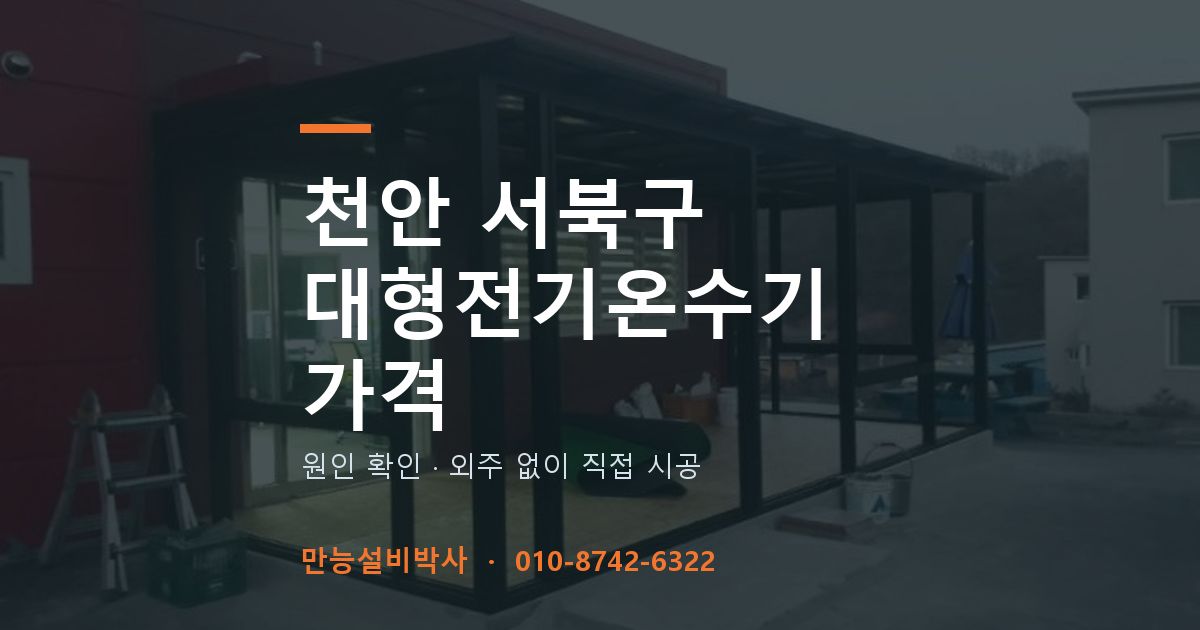 천안 서북구
대형전기온수기
가격
원인 확인 · 외주 없이 직접 시공
만능설비박사 · 010-8742-6322